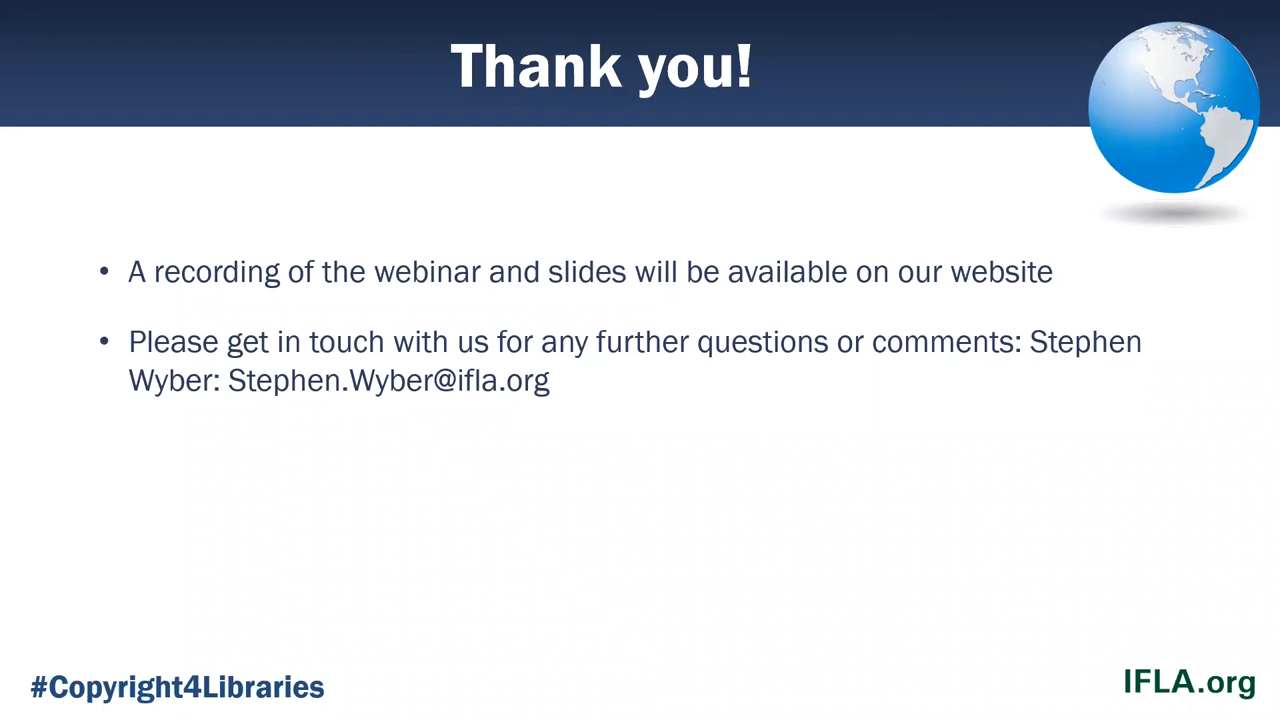 Thank you!
• A recording of the webinar and slides will be available on our website
• Please get in touch with us for any further questions or comments: Stephen
Wyber: Stephen.Wyber@ifla.org
#Copyright4Libraries
IFLA.org